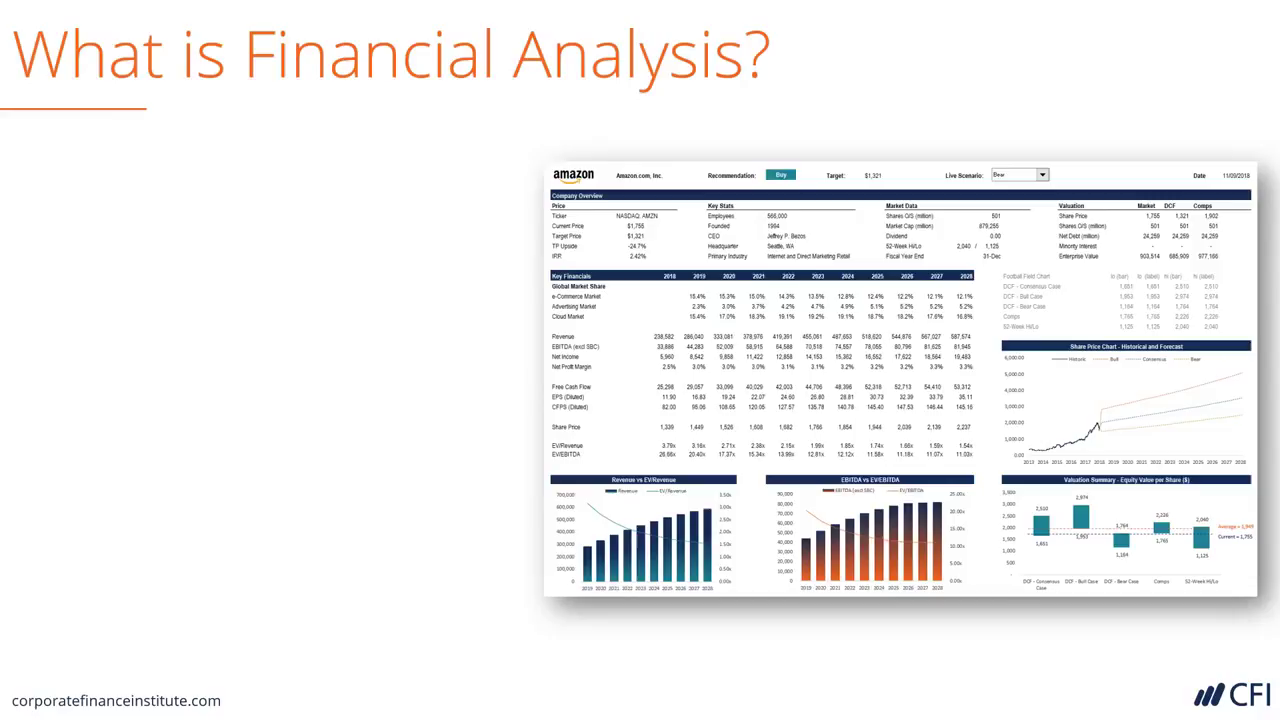 What is Financial Analysis?
amazon Amazon.com, Inc. Recommendation: Buy Target: $1,321 Live Scenario: Bear Date 11/09/2018
Company Overview
Price Key Stats Market Data Valuation Market DCF Comps
Ticker NASDAQ: AMZN Employees 566,000 Shares O/S (million) 501 Share Price 1,755 1,321 1,902
Current Price $1,755 Founded 1994 Market Cap (mln) 879,255 Shares O/S (million) 501 501 501
Target Price $1,321 CEO Jeffrey P. Bezos Dividend 0.00 Net Debt (million) 24,259 24,259 24,259
TP Upside -24.7% Headquarter Seattle, WA 52-Week Hi/Lo 2,040 / 1,125 Minority Interest - - -
IRR 2.42% Primary Industry Internet and Direct Marketing Retail Fiscal Year End 31-Dec Enterprise Value 903,514 685,909 977,166
Key Financials 2018 2019 2020 2021 2022 2023 2024 2025 2026 2027 2028
Global Market Share
e-Commerce Market 15.4% 15.3% 15.0% 14.3% 13.5% 12.8% 12.4% 12.2% 12.1% 12.1%
Advertising Market 2.3% 3.0% 3.7% 4.2% 4.7% 4.9% 5.1% 5.2% 5.2% 5.2%
Cloud Market 15.4% 17.0% 18.3% 19.1% 19.2% 19.1% 18.7% 18.2% 17.6% 16.8%
Revenue 238,582 286,040 333,081 378,976 419,391 455,061 487,653 518,620 544,876 567,027 587,574
EBITDA (excl SBC) 33,886 44,283 52,009 58,915 64,588 70,518 74,557 78,055 80,796 81,625 81,945
Net Income 5,960 8,542 9,858 11,422 12,858 14,153 15,352 16,552 17,622 18,564 19,483
Net Profit Margin 2.5% 3.0% 3.0% 3.0% 3.1% 3.1% 3.2% 3.2% 3.2% 3.3% 3.3%
Free Cash Flow 25,298 29,057 33,099 40,029 42,003 44,706 48,396 52,318 52,713 54,410 53,312
EPS (Diluted) 11.90 16.83 19.24 22.07 24.60 26.80 28.81 30.73 32.39 33.79 35.11
CFPS (Diluted) 82.00 95.06 108.65 120.05 127.57 135.78 140.78 145.40 147.53 146.44 145.16
Share Price 1,339 1,449 1,526 1,608 1,682 1,766 1,854 1,944 2,039 2,139 2,237
EV/Revenue 3.79x 3.16x 2.71x 2.38x 2.15x 1.99x 1.85x 1.74x 1.66x 1.59x 1.54x
EV/EBITDA 26.66x 20.40x 17.37x 15.34x 13.99x 12.81x 12.12x 11.58x 11.18x 11.07x 11.03x
Football Field Chart lo (bar) lo (label) % (bar) % (label)
DCF - Consensus Case 1,651 1,651 2,510 2,510
DCF - Bull Case 1,953 1,953 2,974 2,974
DCF - Bear Case 1,164 1,164 1,764 1,764
Comps 1,765 1,765 2,226 2,226
52-Week Hi/Lo 1,125 1,125 2,040 2,040
Share Price Chart - Historical and Forecast
Historic Bull Consensus Bear
6,000.00
5,000.00
4,000.00
3,000.00
2,000.00
1,000.00
0.00
2013 2014 2015 2016 2017 2018 2019 2020 2021 2022 2023 2024 2025 2026 2027 2028
Revenue vs EV/Revenue
Revenue EV/Revenue
700,000 3.50x
600,000 3.00x
500,000 2.50x
400,000 2.00x
300,000 1.50x
200,000 1.00x
100,000 0.50x
0 0.00x
2019 2020 2021 2022 2023 2024 2025 2026 2027 2028
EBITDA vs EV/EBITDA
EBITDA (excl SBC) EV/EBITDA
90,000 25.00x
80,000
70,000 20.00x
60,000
50,000 15.00x
40,000
30,000 10.00x
20,000 5.00x
10,000
0 0.00x
2019 2020 2021 2022 2023 2024 2025 2026 2027 2028
Valuation Summary - Equity Value per Share ($)
3,500
3,000
2,500
2,000
1,500
1,000
500
-
2,510 2,974 1,764 2,226 2,040
1,651 1,953 1,164 1,765 1,125
Current = 1,755
DCF - Consensus Case DCF - Bull Case DCF - Bear Case Comps 52-Week Hi/Lo
corporatefinanceinstitute.com
CFI